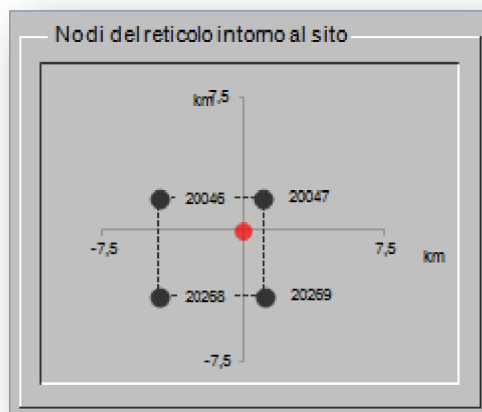 Nodi del reticolo intorno al sito
km 7,5
20046 20047
-7,5 7,5
km
20268 20269
-7,5